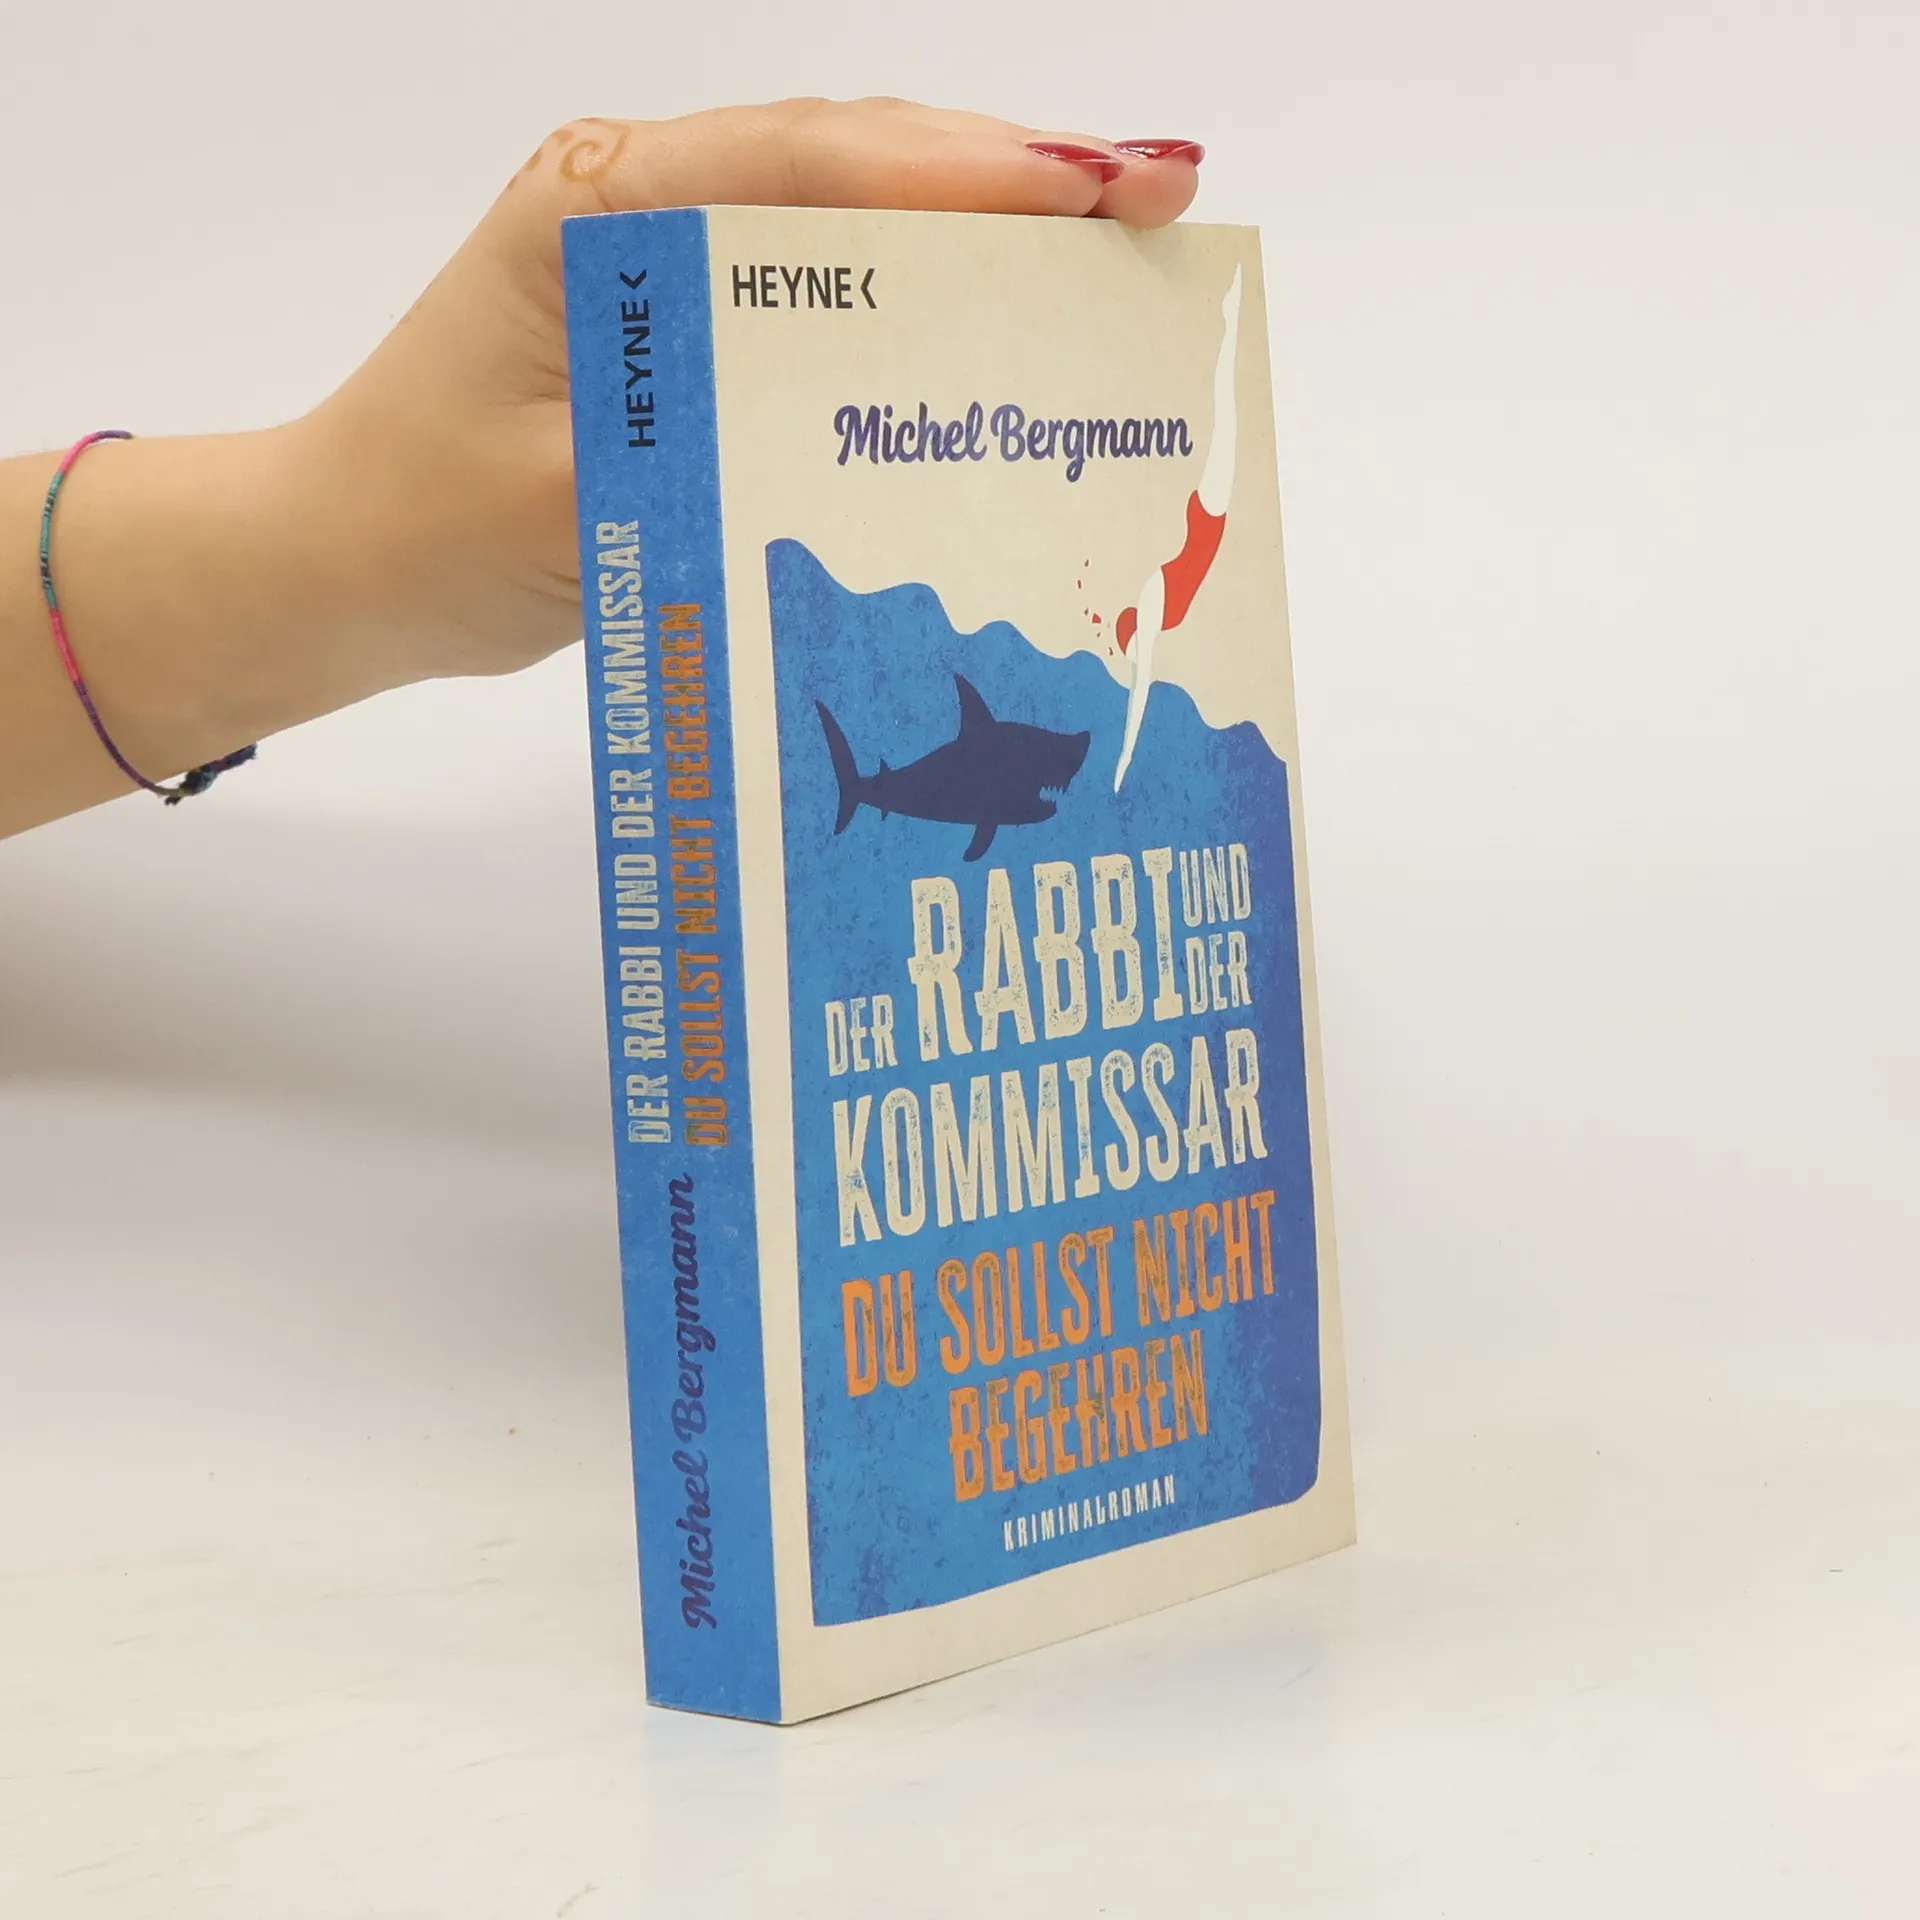 HEYNE<
DER RABBI UND DER KOMMISSAR
DU SOLLST NICHT BEGEHREN
Michel Bergmann
HEYNE<
Michel Bergmann
DER RABBI UND DER
KOMMISSAR
DU SOLLST NICHT
BEGEHREN
KRIMINALROMAN